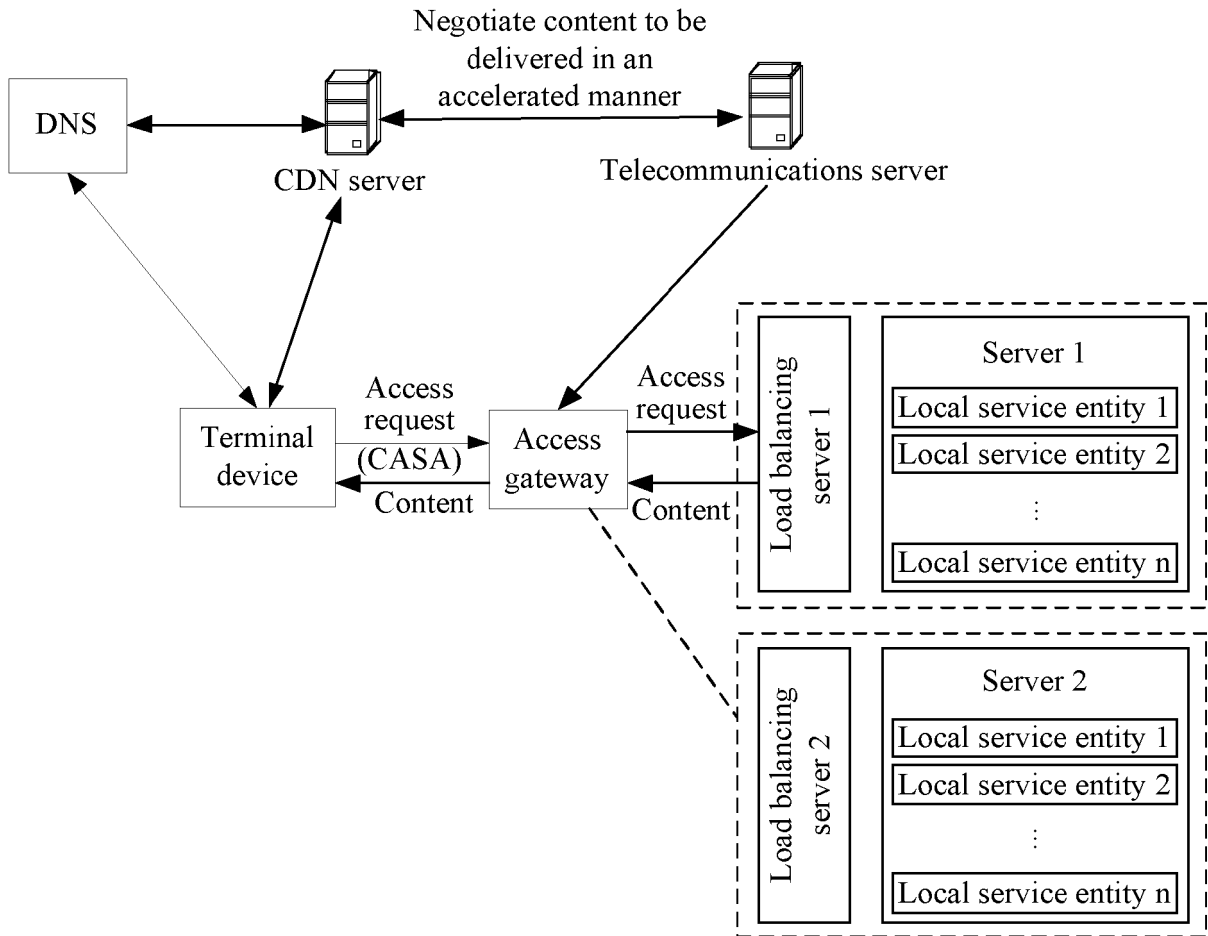 Negotiate content to be
delivered in an
accelerated manner
DNS
CDN server
Telecommunications server
Terminal
device
Access
request
(CASA)
Content
Access
gateway
Access
request
Content
Load balancing
server 1
Server 1
Local service entity 1
Local service entity 2
⋮
Local service entity n
Load balancing
server 2
Server 2
Local service entity 1
Local service entity 2
⋮
Local service entity n